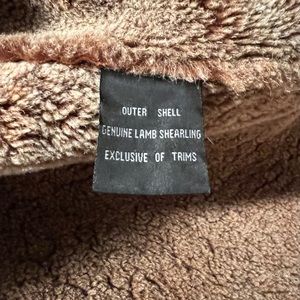 OUTER SHELL
GENUINE LAMB SHEARLING
EXCLUSIVE OF TRIMS